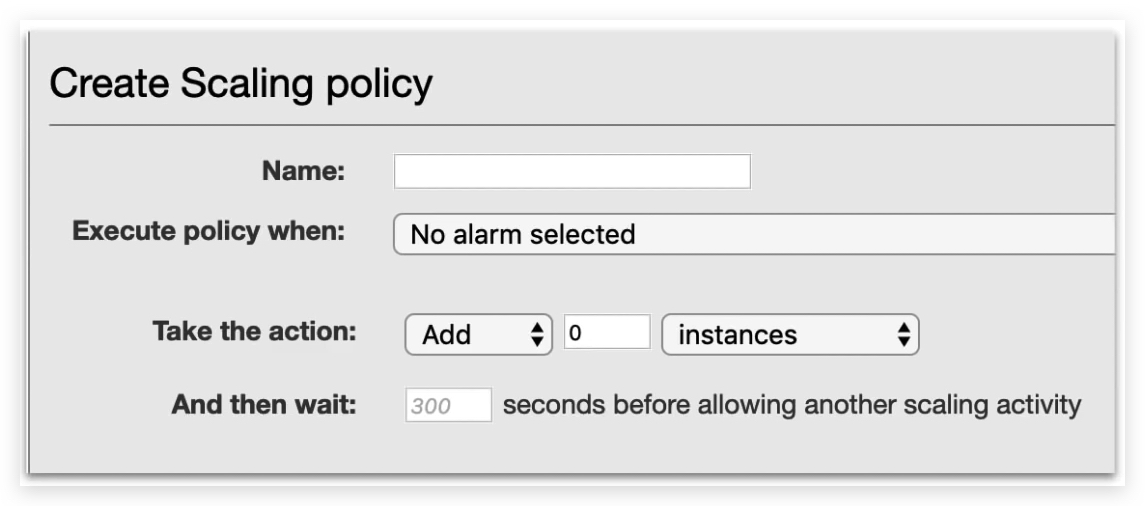 Create Scaling policy
Name:
Execute policy when: No alarm selected
Take the action: Add 0 instances
And then wait: 300 seconds before allowing another scaling activity